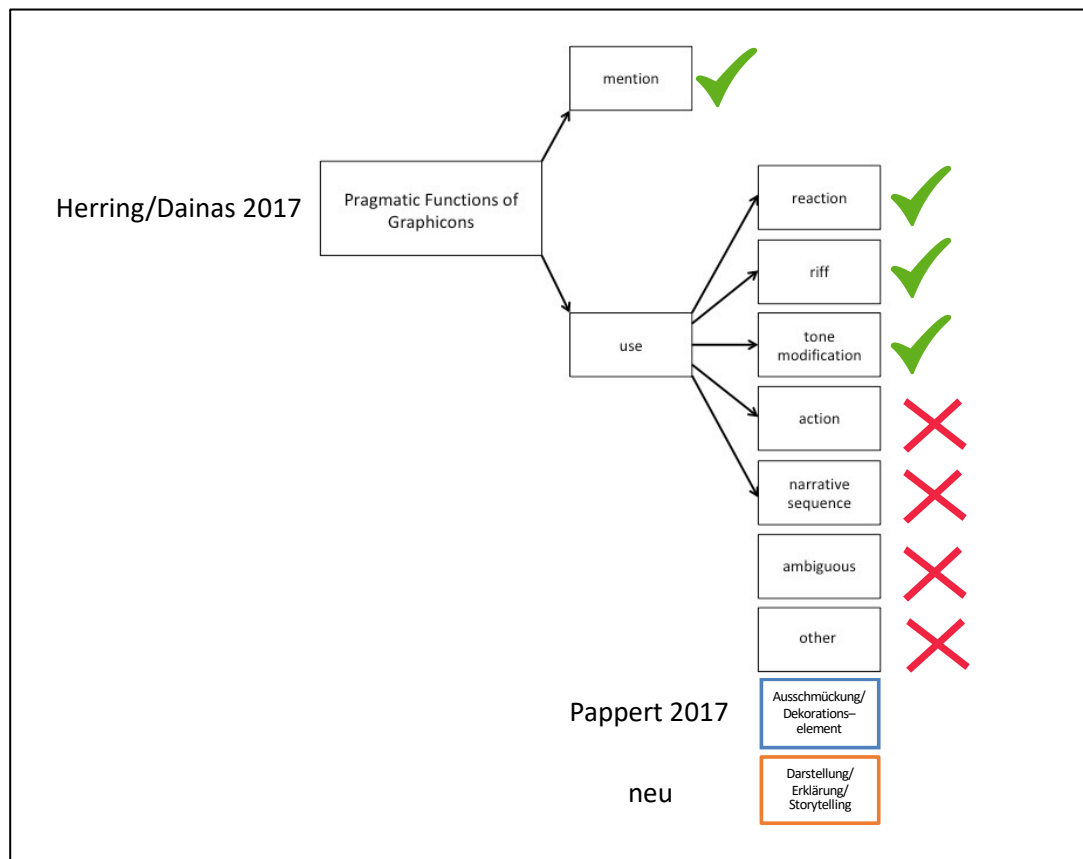 mention
Herring/Dainas 2017
Pragmatic Functions of
Graphicons
reaction
riff
use
tone
modification
action
narrative
sequence
ambiguous
other
Pappert 2017
Ausschmückung/
Dekorations–
element
neu
Darstellung/
Erklärung/
Storytelling